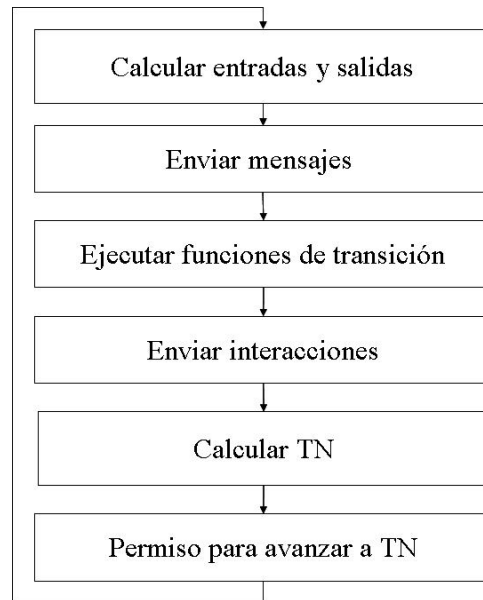 Calcular entradas y salidas
Enviar mensajes
Ejecutar funciones de transición
Enviar interacciones
Calcular TN
Permiso para avanzar a TN